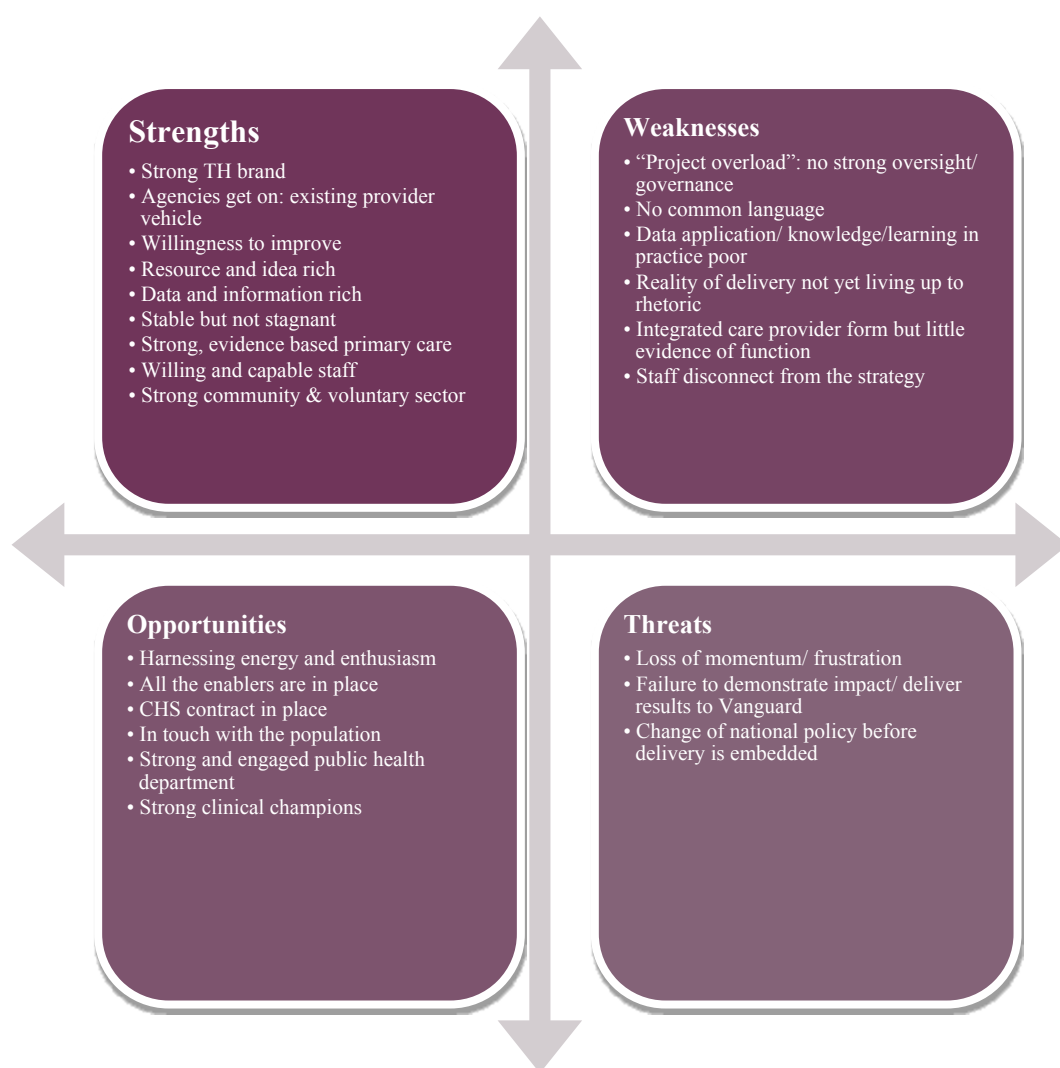 Strengths
• Strong TH brand
• Agencies get on: existing provider
vehicle
• Willingness to improve
• Resource and idea rich
• Data and information rich
• Stable but not stagnant
• Strong, evidence based primary care
• Willing and capable staff
• Strong community & voluntary sector
Weaknesses
• “Project overload”: no strong oversight/
governance
• No common language
• Data application/ knowledge/learning in
practice poor
• Reality of delivery not yet living up to
rhetoric
• Integrated care provider form but little
evidence of function
• Staff disconnect from the strategy
Opportunities
• Harnessing energy and enthusiasm
• All the enablers are in place
• CHS contract in place
• In touch with the population
• Strong and engaged public health
department
• Strong clinical champions
Threats
• Loss of momentum/ frustration
• Failure to demonstrate impact/ deliver
results to Vanguard
• Change of national policy before
delivery is embedded